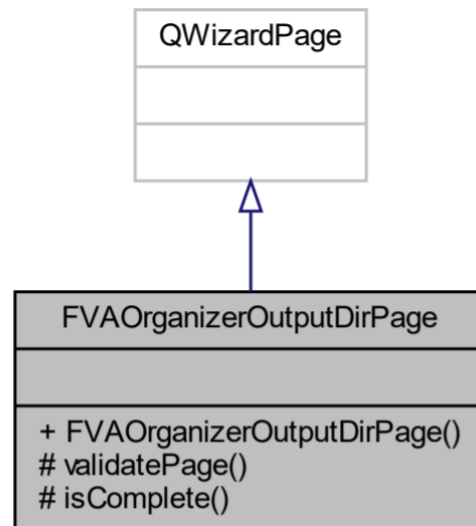 QWizardPage
FVAOrganizerOutputDirPage
+ FVAOrganizerOutputDirPage()
# validatePage()
# isComplete()